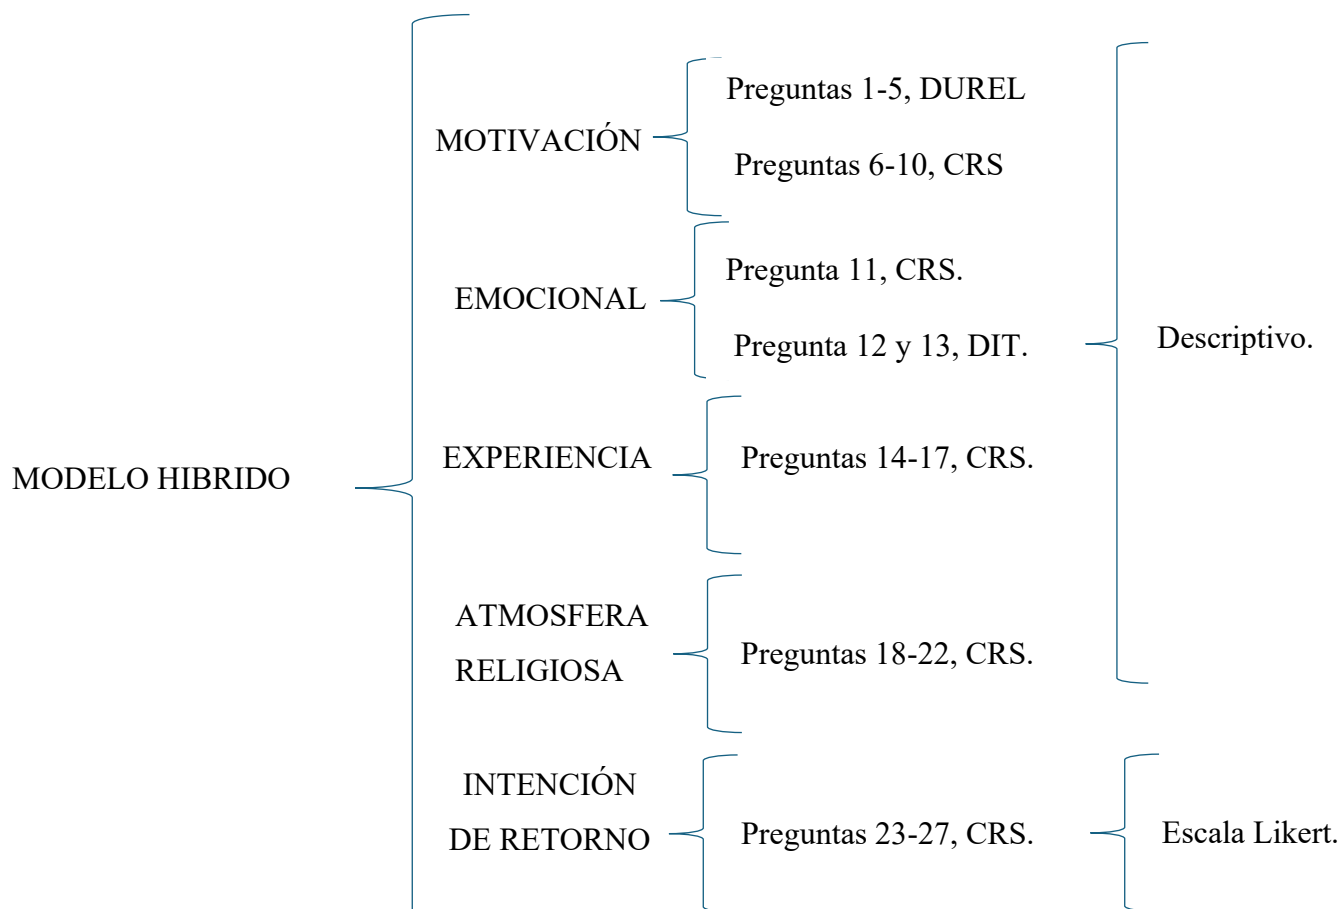 MODELO HIBRIDO
MOTIVACIÓN
Preguntas 1-5, DUREL
Preguntas 6-10, CRS
EMOCIONAL
Pregunta 11, CRS.
Pregunta 12 y 13, DIT.
EXPERIENCIA
Preguntas 14-17, CRS.
ATMOSFERA
RELIGIOSA
Preguntas 18-22, CRS.
Descriptivo.
INTENCIÓN
DE RETORNO
Preguntas 23-27, CRS.
Escala Likert.